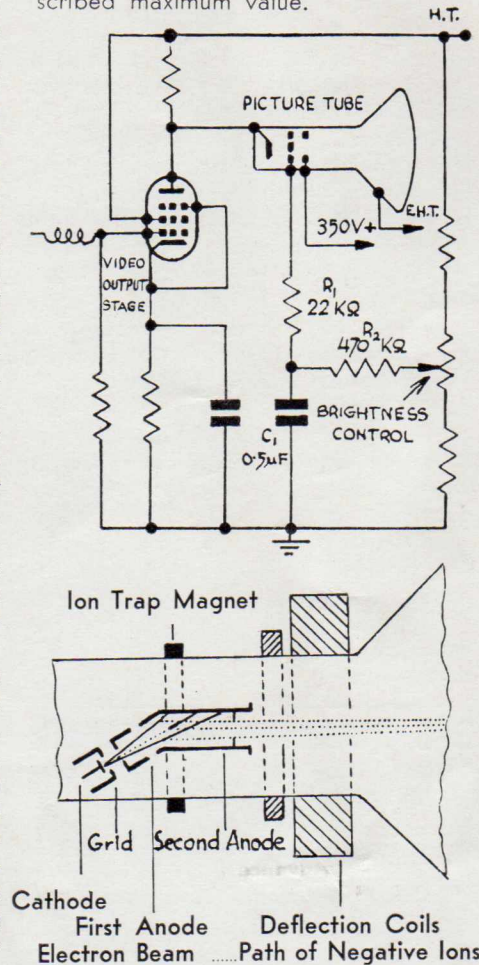 scribed maximum value.
H.T.
PICTURE TUBE
E.H.T.
350V+
VIDEO
OUTPUT
STAGE
R₁
22 KΩ
R₂
470 KΩ
BRIGHTNESS
CONTROL
C₁
0·5µF
Ion Trap Magnet
Grid Second Anode
Cathode
First Anode Deflection Coils
Electron Beam ......Path of Negative Ions